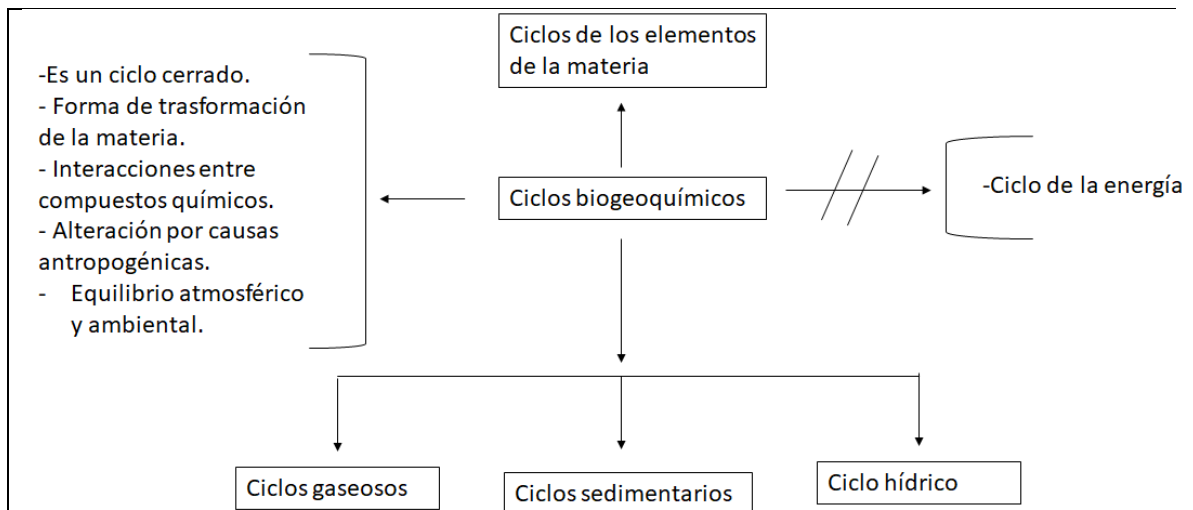 Ciclos de los elementos
de la materia
-Es un ciclo cerrado.
- Forma de trasformación
de la materia.
- Interacciones entre
compuestos químicos.
- Alteración por causas
antropogénicas.
- Equilibrio atmosférico
y ambiental.
Ciclos biogeoquímicos
-Ciclo de la energía
Ciclos gaseosos
Ciclos sedimentarios
Ciclo hídrico